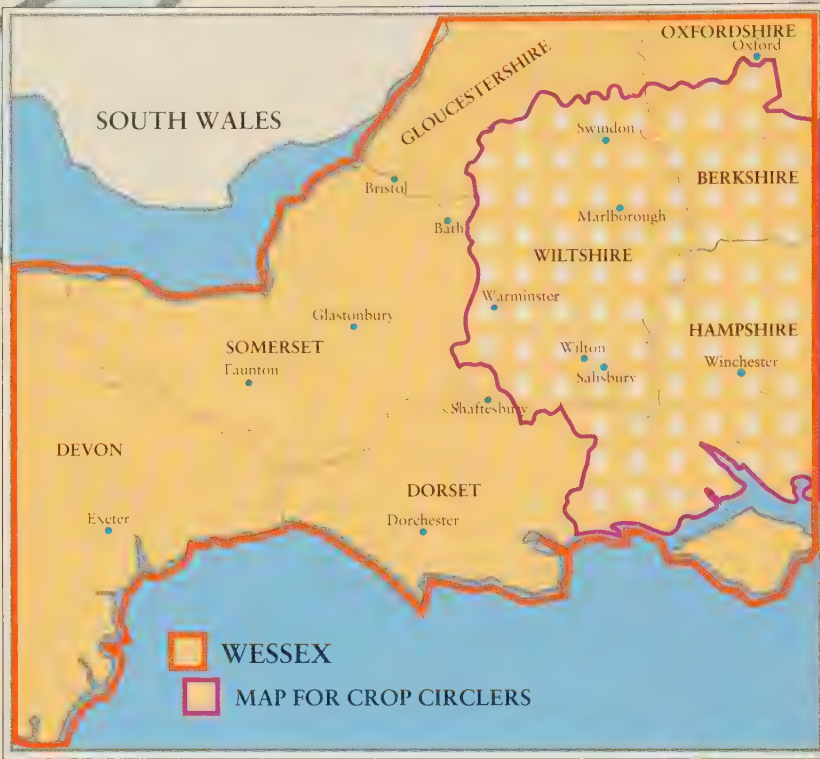 OXFORDSHIRE
Oxford
GLOUCESTERSHIRE
SOUTH WALES
Swindon
BERKSHIRE
Bristol
Marlborough
Bath
WILTSHIRE
Warminster
Glastonbury
HAMPSHIRE
SOMERSET
Wilton
Winchester
Taunton
Salisbury
Shaftesbury
DEVON
DORSET
Exeter
Dorchester
WESSEX
MAP FOR CROP CIRCLERS